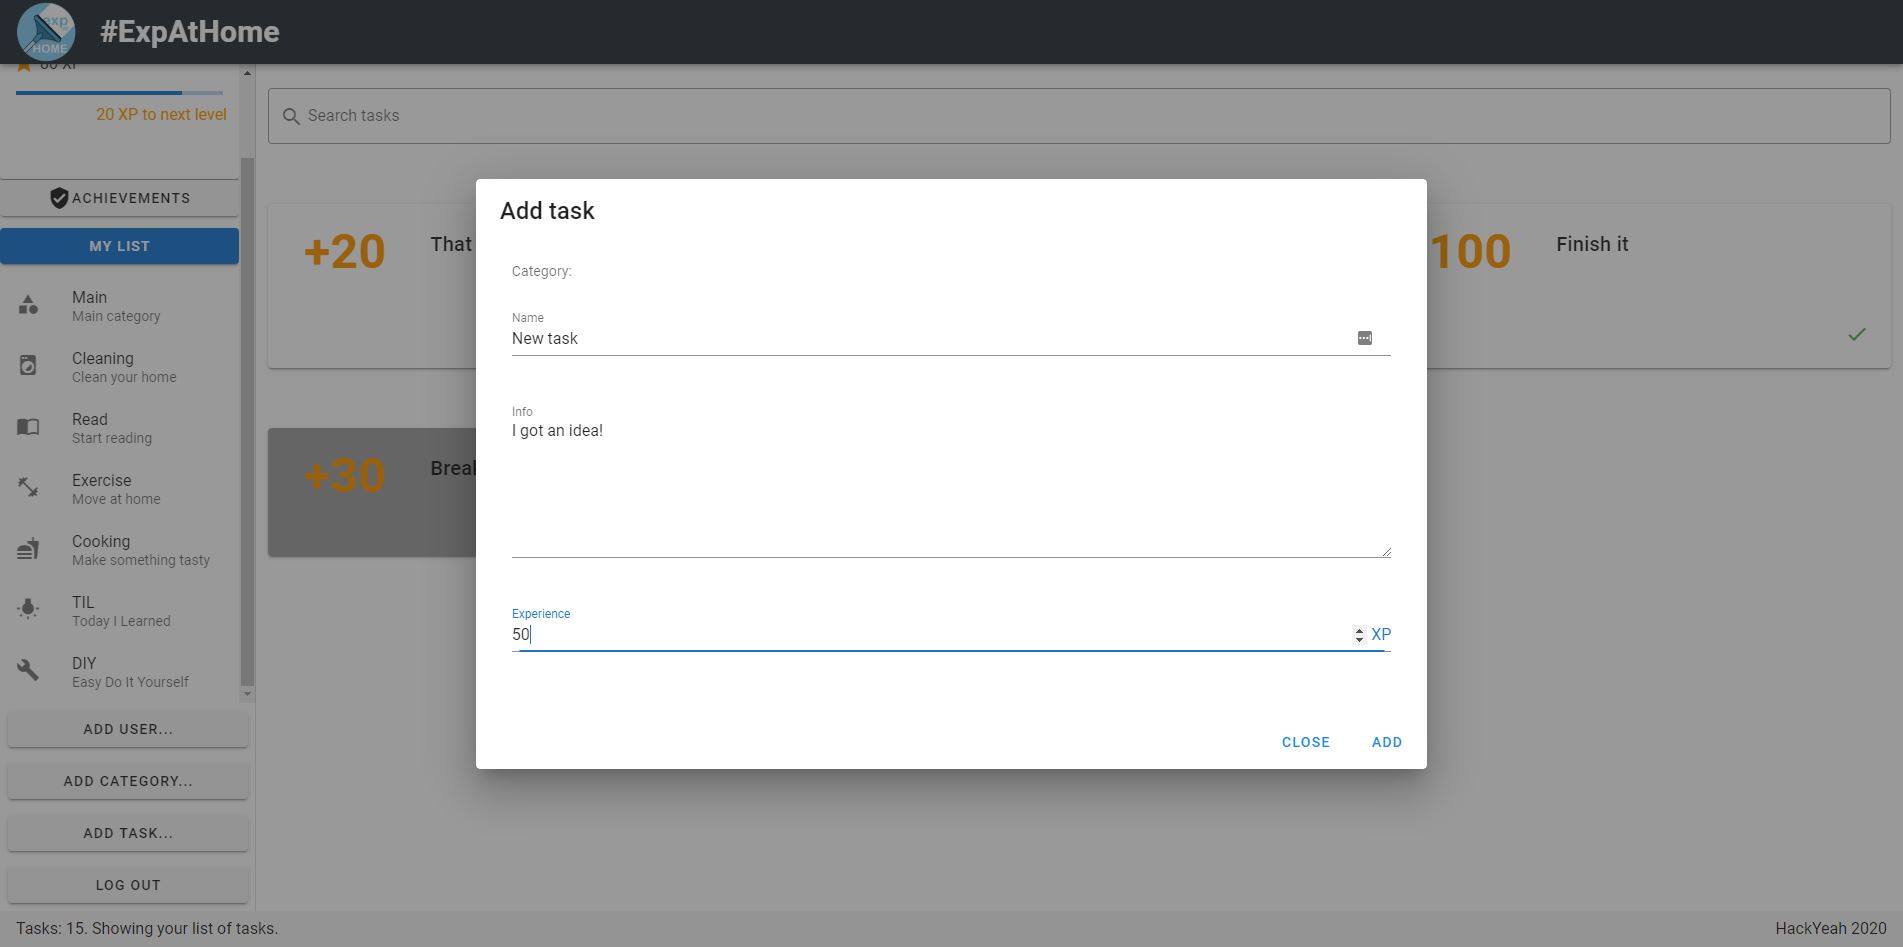 exp
HOME
#ExpAtHome
80 XP
20 XP to next level
ACHIEVEMENTS
MY LIST
Main
Main category
Cleaning
Clean your home
Read
Start reading
Exercise
Move at home
Cooking
Make something tasty
TIL
Today I Learned
DIY
Easy Do It Yourself
ADD USER...
ADD CATEGORY...
ADD TASK...
LOG OUT
Search tasks
+20
That
100
Finish it
+30
Add task
Category:
Name
New task
Info
I got an idea!
Experience
50
XP
CLOSE
ADD
Tasks: 15. Showing your list of tasks.
HackYeah 2020